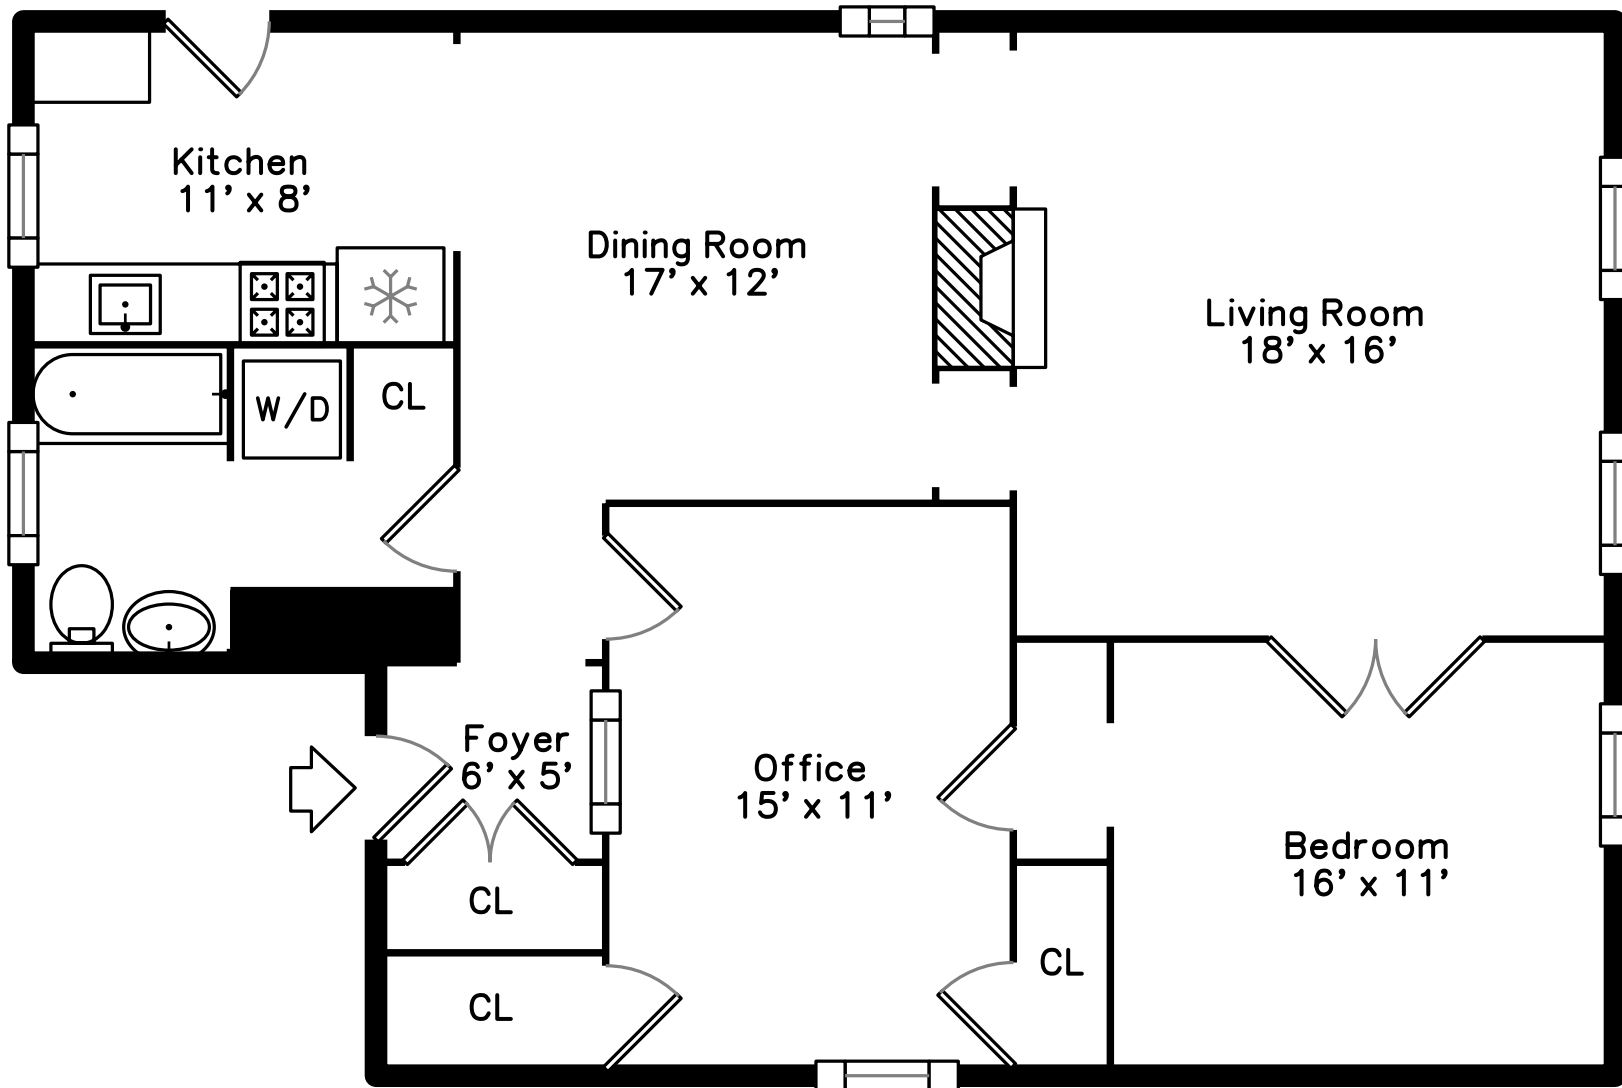 Kitchen
11' x 8'
Dining Room
17' x 12'
Living Room
18' x 16'
W/D
CL
Foyer
6' x 5'
Office
15' x 11'
Bedroom
16' x 11'
CL
CL
CL